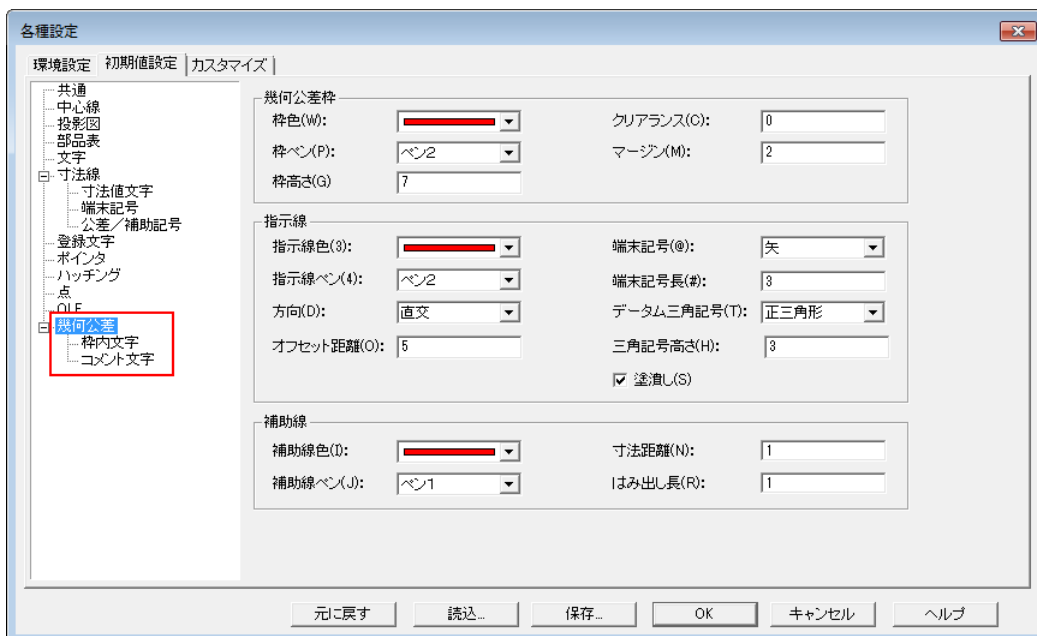 各種設定
環境設定 初期値設定 カスタマイズ
共通
中心線
投影図
部品表
文字
寸法線
寸法値文字
端末記号
公差／補助記号
登録文字
ポインタ
ハッチング
点
OLE
幾何公差
枠内文字
コメント文字
幾何公差枠
枠色(W): クリアランス(C): 0
枠ペン(P): ペン2 マージン(M): 2
枠高さ(G) 7
指示線
指示線色(3): 端末記号(@): 矢
指示線ペン(4): ペン2 端末記号長(#): 3
方向(D): 直交 データム三角記号(T): 正三角形
オフセット距離(O): 5 三角記号高さ(H): 3
塗潰し(S)
補助線
補助線色(I): 寸法距離(N): 1
補助線ペン(J): ペン1 はみ出し長(R): 1
元に戻す 読込... 保存... OK キャンセル ヘルプ